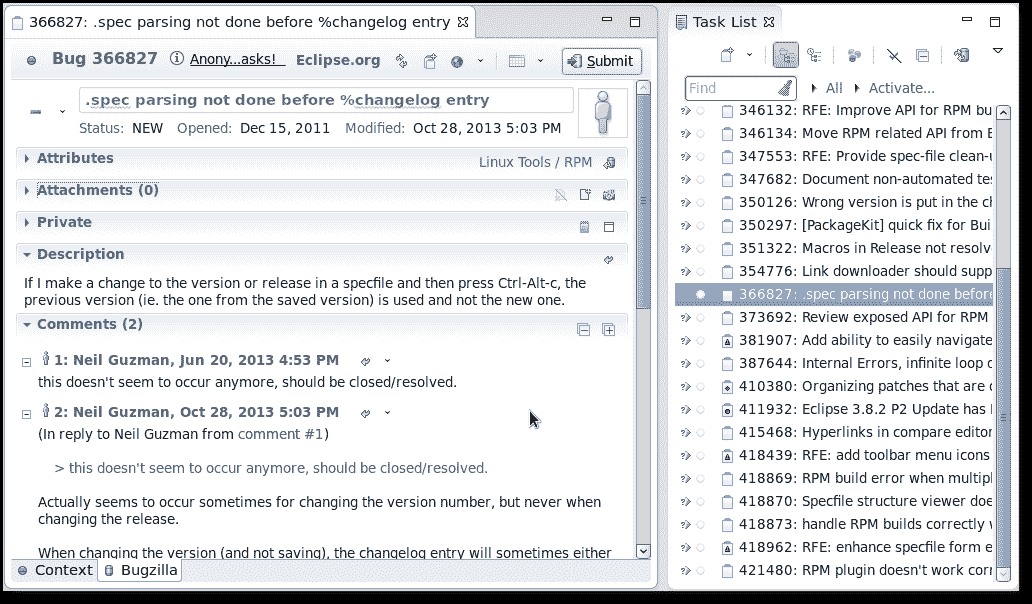 366827: .spec parsing not done before %changelog entry
Bug 366827
Anony...asks!
Eclipse.org
Submit
.spec parsing not done before %changelog entry
Status: NEW Opened: Dec 15, 2011 Modified: Oct 28, 2013 5:03 PM
Attributes
Linux Tools / RPM
Attachments (0)
Private
Description
If I make a change to the version or release in a specfile and then press Ctrl-Alt-c, the
previous version (ie. the one from the saved version) is used and not the new one.
Comments (2)
1: Neil Guzman, Jun 20, 2013 4:53 PM
this doesn't seem to occur anymore, should be closed/resolved.
2: Neil Guzman, Oct 28, 2013 5:03 PM
(In reply to Neil Guzman from comment #1)
> this doesn't seem to occur anymore, should be closed/resolved.
Actually seems to occur sometimes for changing the version number, but never when
changing the release.
When changing the version (and not saving), the changelog entry will sometimes either
Context
Bugzilla
Task List
Find
All
Activate...
346132: RFE: Improve API for RPM bu
346134: Move RPM related API from E
347553: RFE: Provide spec-file clean-u
347682: Document non-automated te
350126: Wrong version is put in the c
350297: [PackageKit] quick fix for Bui
351322: Macros in Release not resolv
354776: Link downloader should supp
366827: .spec parsing not done before
373692: Review exposed API for RPM
381907: Add ability to easily navigate
387644: Internal Errors, infinite loop
410380: Organizing patches that are
411932: Eclipse 3.8.2 P2 Update has
415468: Hyperlinks in compare editor
418439: RFE: add toolbar menu icons
418869: RPM build error when multipl
418870: Specfile structure viewer doe
418873: handle RPM builds correctly
418962: RFE: enhance specfile form e
421480: RPM plugin doesn't work corr